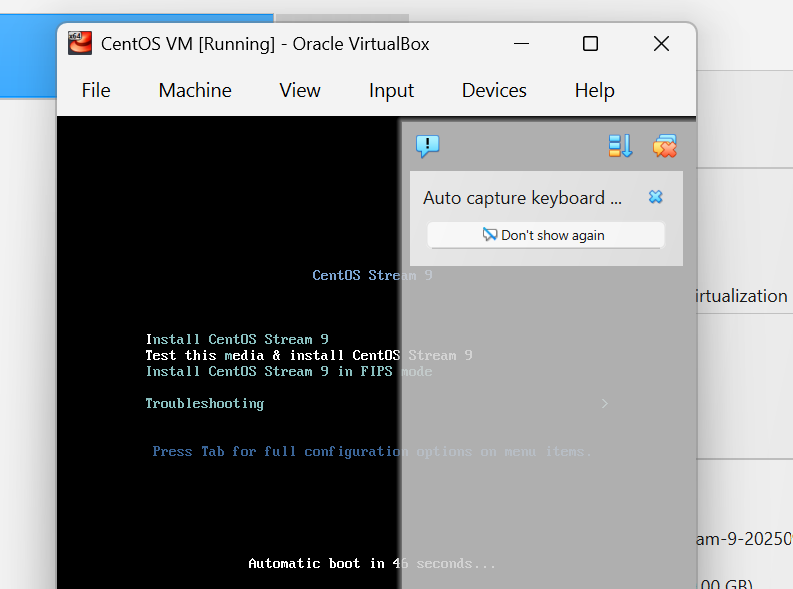 CentOS VM [Running] - Oracle VirtualBox
File Machine View Input Devices Help
Auto capture keyboard ...
Don't show again
CentOS Stream 9
Install CentOS Stream 9
Test this media & install CentOS Stream 9
Install CentOS Stream 9 in FIPS mode
Troubleshooting >
Press Tab for full configuration options on menu items.
Automatic boot in 46 seconds...
irtualization
am-9-20250
00 GB)